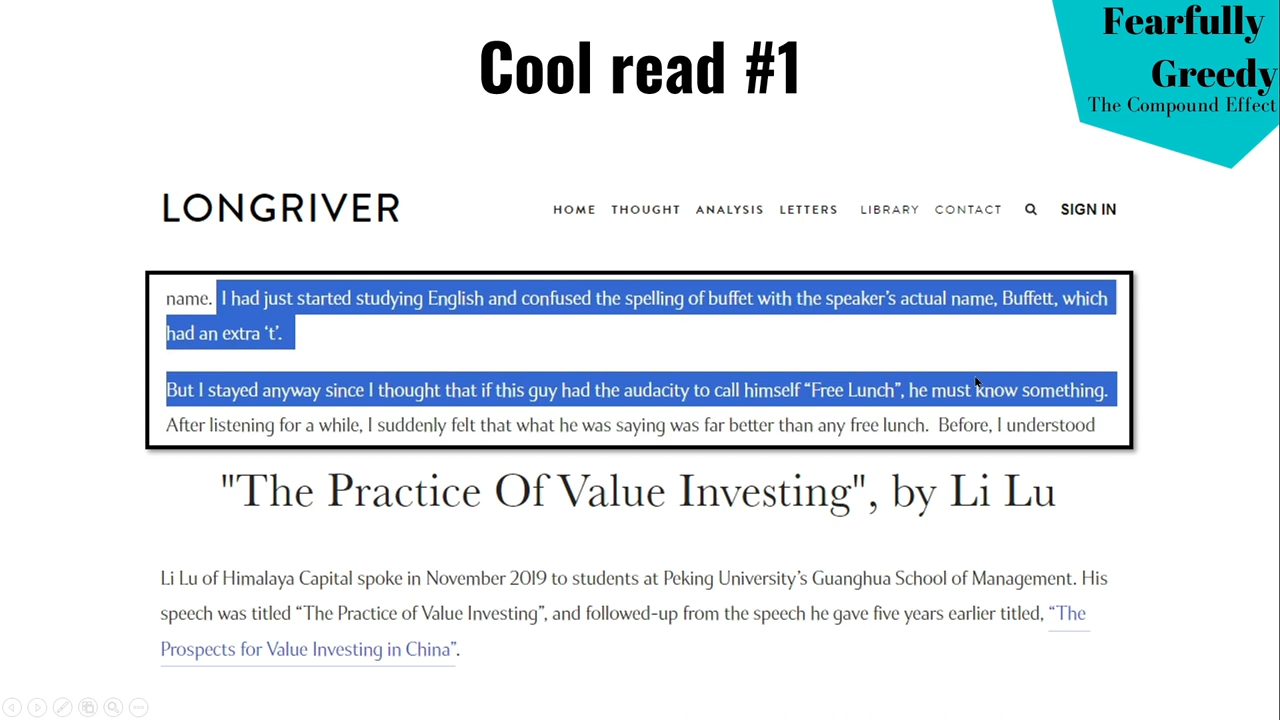 Cool read #1
Fearfully
Greedy
The Compound Effect
LONGRIVER
HOME THOUGHT ANALYSIS LETTERS LIBRARY CONTACT SIGN IN
name. I had just started studying English and confused the spelling of buffet with the speaker’s actual name, Buffett, which
had an extra ‘t’.
But I stayed anyway since I thought that if this guy had the audacity to call himself “Free Lunch”, he must know something.
After listening for a while, I suddenly felt that what he was saying was far better than any free lunch. Before, I understood
"The Practice Of Value Investing", by Li Lu
Li Lu of Himalaya Capital spoke in November 2019 to students at Peking University’s Guanghua School of Management. His
speech was titled “The Practice of Value Investing”, and followed-up from the speech he gave five years earlier titled, “The
Prospects for Value Investing in China”.